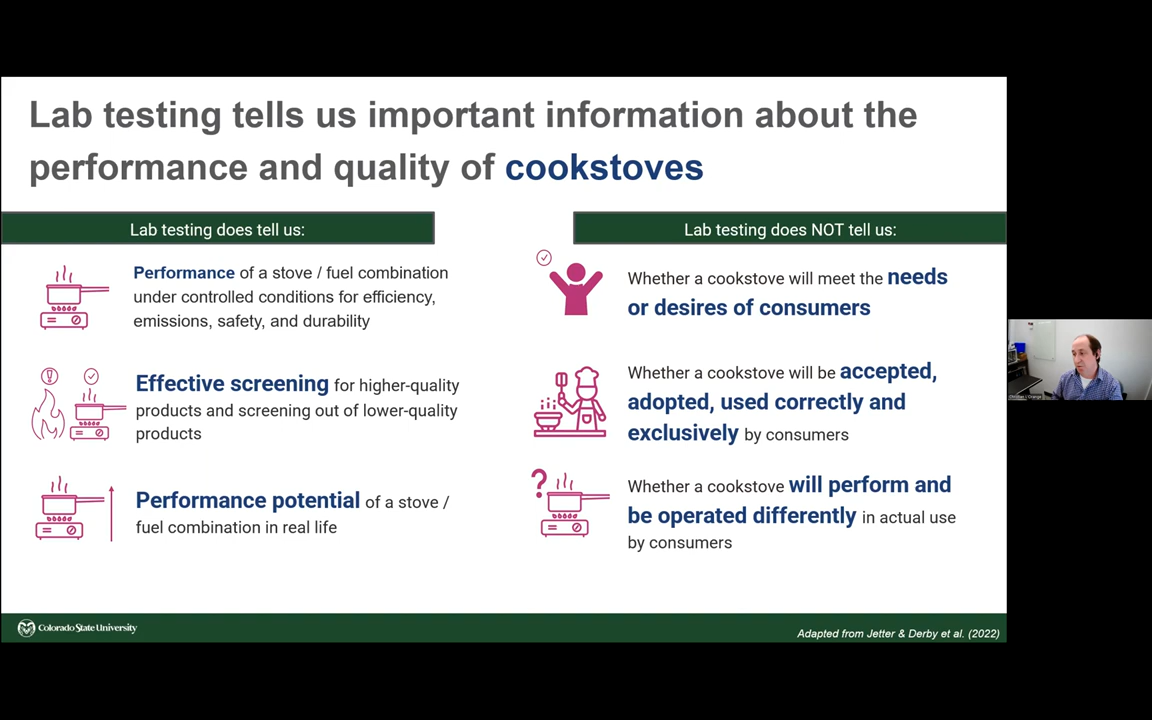 Lab testing tells us important information about the
performance and quality of cookstoves
Lab testing does tell us:
Performance of a stove / fuel combination
under controlled conditions for efficiency,
emissions, safety, and durability
Effective screening for higher-quality
products and screening out of lower-quality
products
Performance potential of a stove /
fuel combination in real life
Lab testing does NOT tell us:
Whether a cookstove will meet the needs
or desires of consumers
Whether a cookstove will be accepted,
adopted, used correctly and
exclusively by consumers
?
Whether a cookstove will perform and
be operated differently in actual use
by consumers
Colorado State University
Adapted from Jetter & Derby et al. (2022)